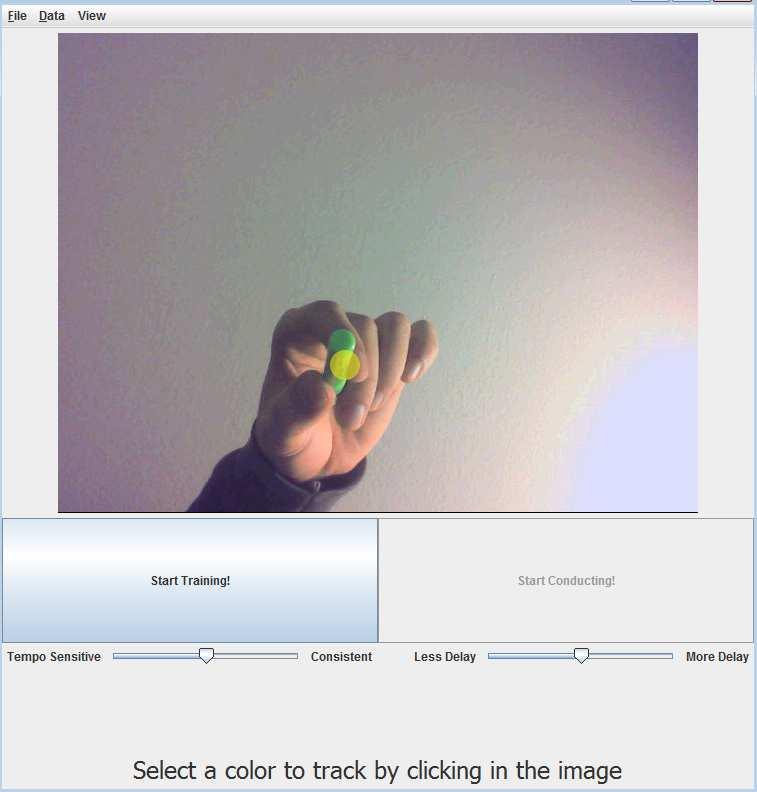 File Data View
Start Training! Start Conducting!
Tempo Sensitive Consistent Less Delay More Delay
Select a color to track by clicking in the image